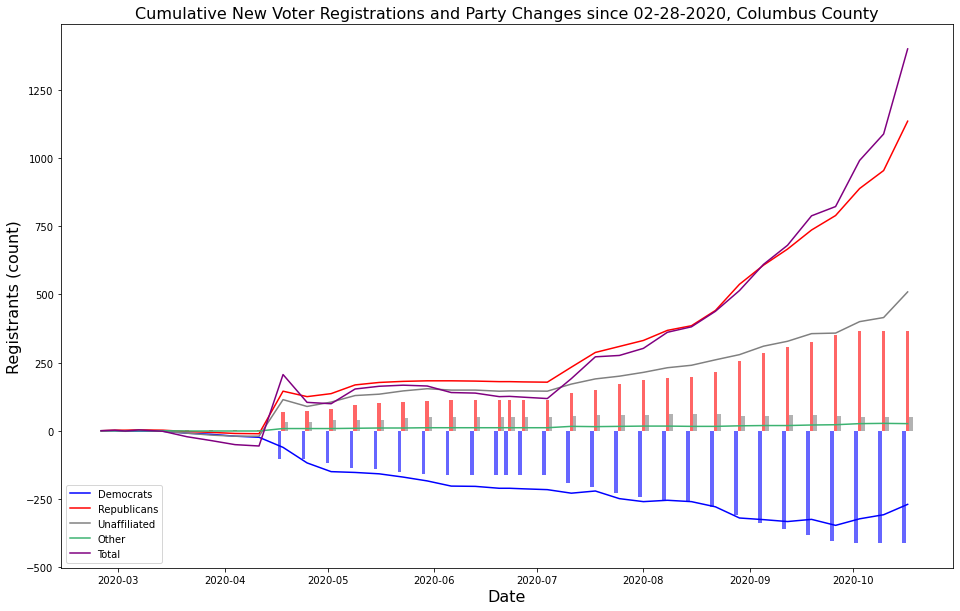 Cumulative New Voter Registrations and Party Changes since 02-28-2020, Columbus County
Registrants (count)
1250
1000
750
500
250
0
−250
−500
Democrats
Republicans
Unaffiliated
Other
Total
2020-03 2020-04 2020-05 2020-06 2020-07 2020-08 2020-09 2020-10
Date